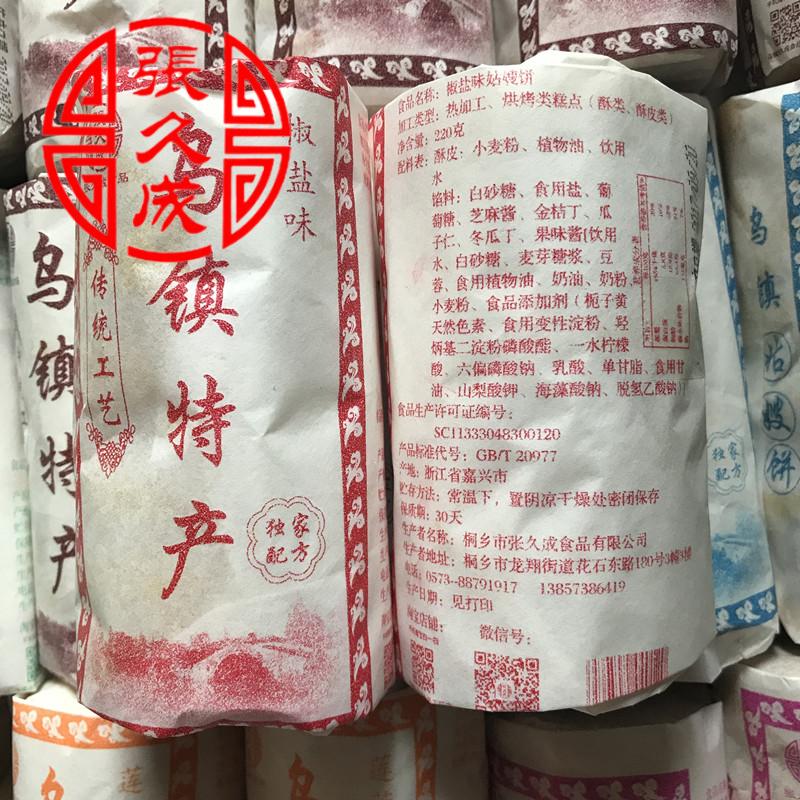 張久成
椒盐味
乌镇特产
传统工艺
独家
配方
食品名称:椒盐味姑嫂饼
加工类型:热加工、烘烤类糕点(酥类、酥皮类)
净含量:220克
配料表:酥皮:小麦粉、植物油、饮用
水
馅料:白砂糖、食用盐、葡
萄糖、芝麻酱、金桔丁、瓜
子仁、冬瓜丁、果味酱(饮用
水、白砂糖、麦芽糖浆、豆
蓉、食用植物油、奶油、奶粉
小麦粉、食品添加剂(栀子黄
天然色素、食用变性淀粉、羟
炳基二淀粉磷酸酯、一水柠檬
酸、六偏磷酸钠、乳酸、单甘脂、食用甘
油、山梨酸钾、海藻酸钠、脱氢乙酸钠)
食品生产许可证编号:
SC11333048300120
产品标准代号:GB/T 20977
产地:浙江省嘉兴市
贮存方法:常温下,置阴凉干燥处密闭保存
保质期:30天
生产者名称:桐乡市张久成食品有限公司
生产者地址:桐乡市龙翔街道花石东路180号3幢3楼
电话:0573-88791917 13857386419
生产日期:见打印
淘宝店铺:
微信号:
乌镇特产
乌镇姑嫂饼
独家
配方
乌
莲
乌
莲